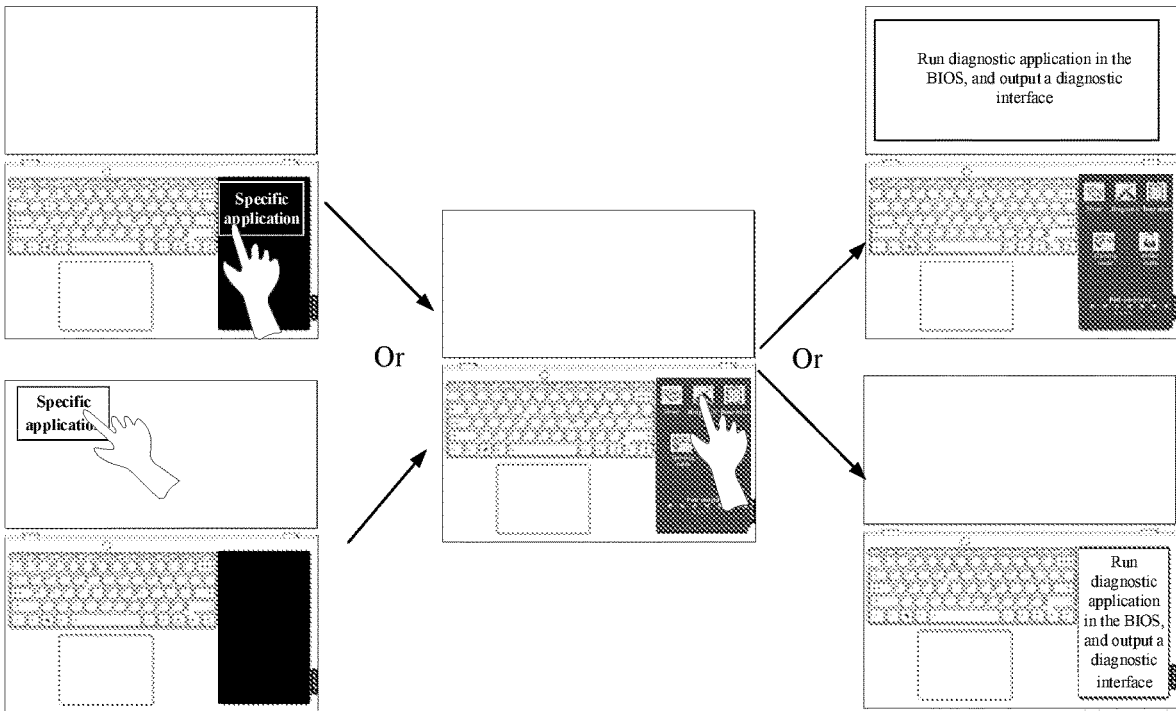 Specific
application
Or
Specific
application
Or
Run diagnostic application in the
BIOS, and output a diagnostic
interface
Run
diagnostic
application
in the BIOS,
and output a
diagnostic
interface